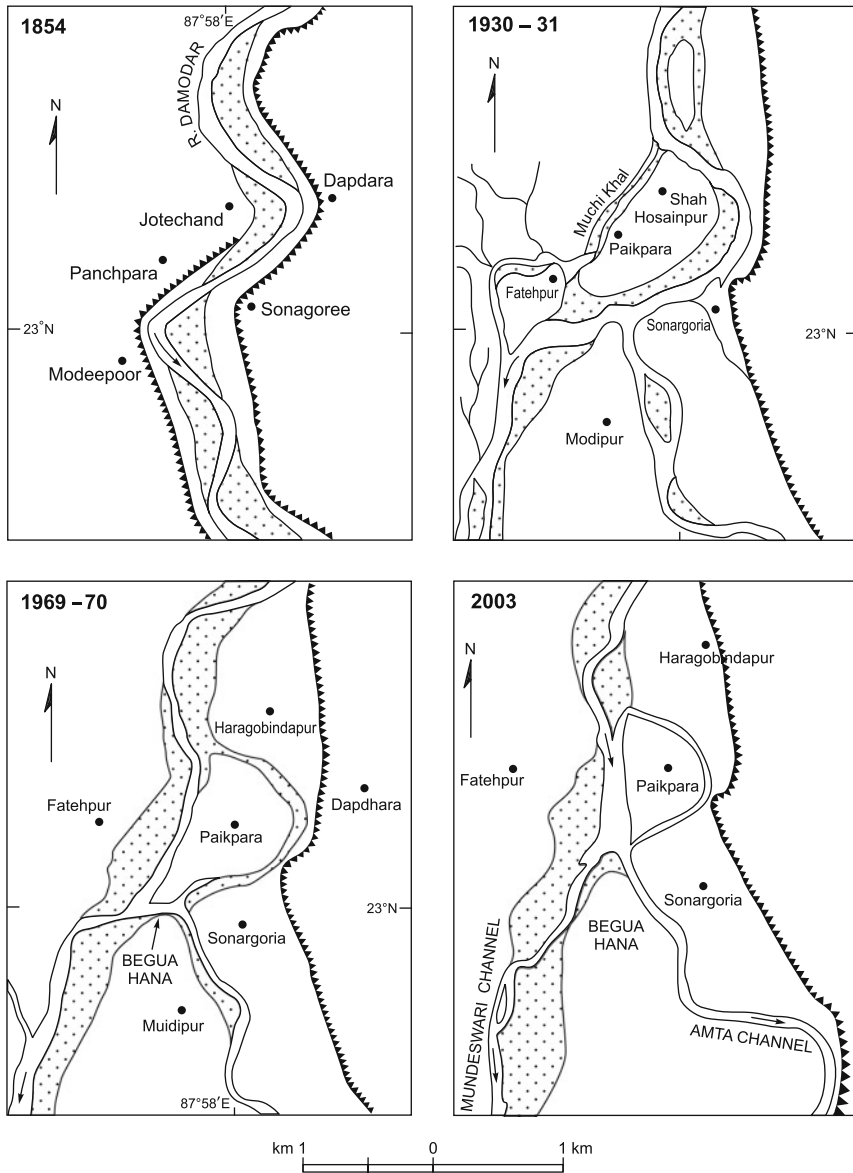 1854
87°58′E
N
R. DAMODAR
Dapdara
Jotechand
Panchpara
Sonagoree
23°N
Modeepoor
1930 – 31
N
Muchi Khal
Shah
Hosainpur
Paikpara
Fatehpur
Sonargoria
23°N
Modipur
1969 – 70
N
Haragobindapur
Dapdhara
Fatehpur
Paikpara
23°N
Sonargoria
BEGUA
HANA
Muidipur
87°58′E
2003
N
Haragobindapur
Fatehpur
Paikpara
Sonargoria
BEGUA
HANA
MUNDESWARI CHANNEL
AMTA CHANNEL
km 1 0 1 km